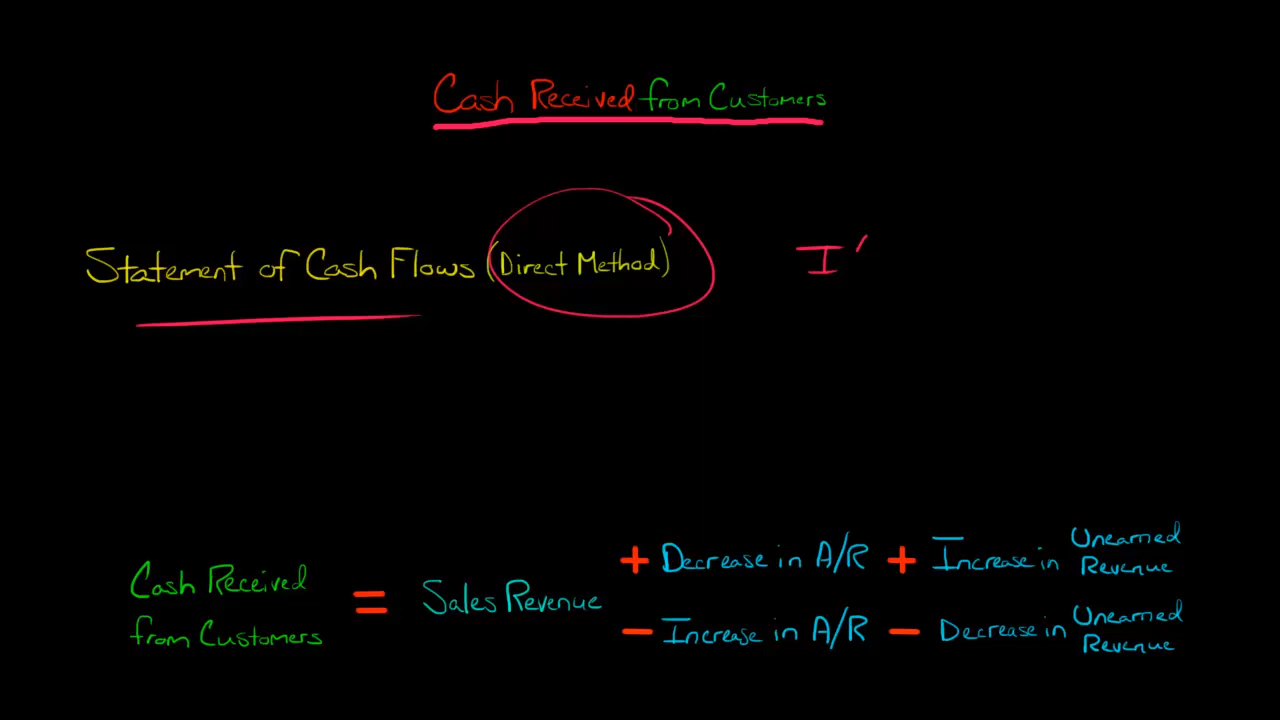 Cash Received from Customers
Statement of Cash Flows (Direct Method)
I
Cash Received
from Customers
=
Sales Revenue
+ Decrease in A/R + Increase in Unearned Revenue
- Increase in A/R - Decrease in Unearned Revenue